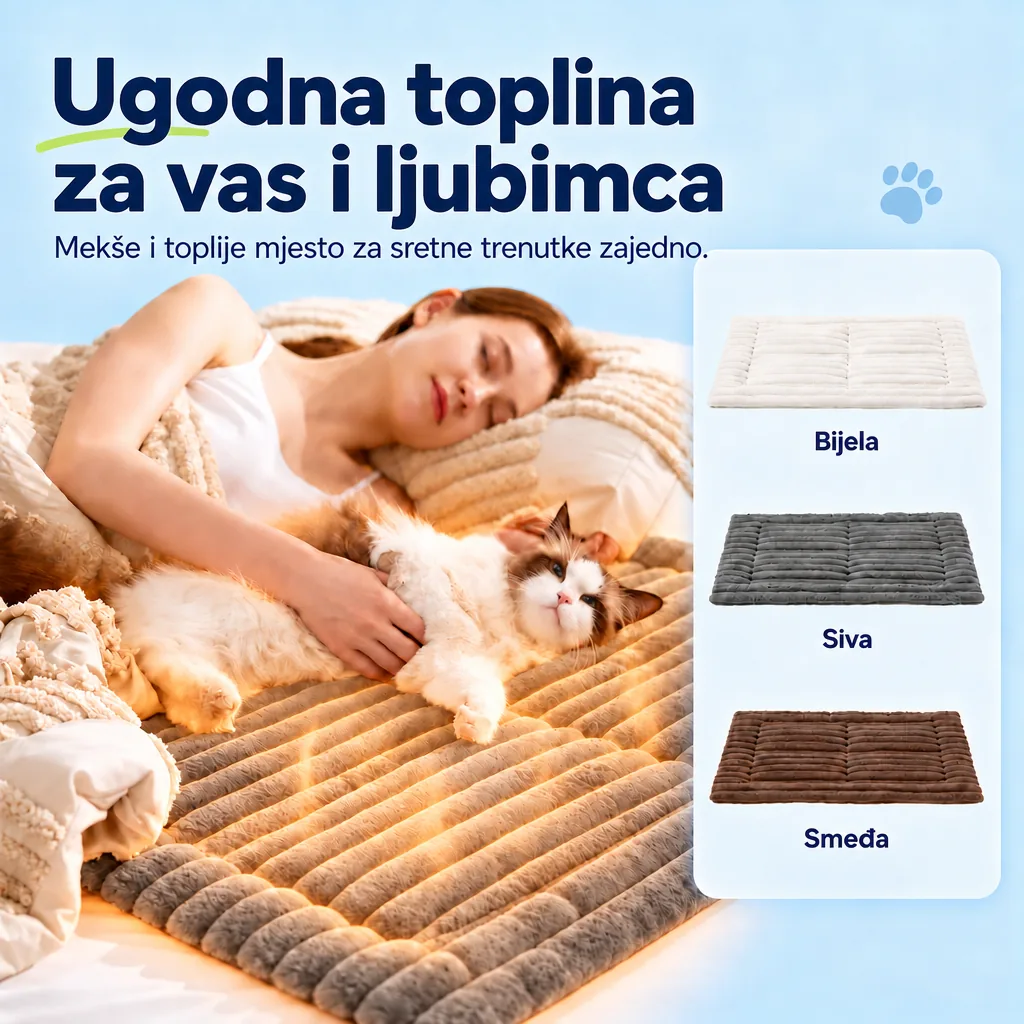 Ugodna toplina
za vas i ljubimca
Mekše i toplije mjesto za sretne trenutke zajedno.
Bijela
Siva
Smeđa